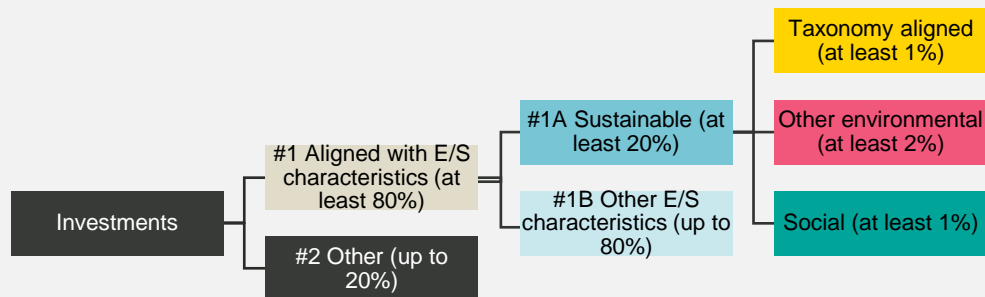 Investments
#1 Aligned with E/S
characteristics (at
least 80%)
#2 Other (up to
20%)
#1A Sustainable (at
least 20%)
#1B Other E/S
characteristics (up to
80%)
Taxonomy aligned
(at least 1%)
Other environmental
(at least 2%)
Social (at least 1%)